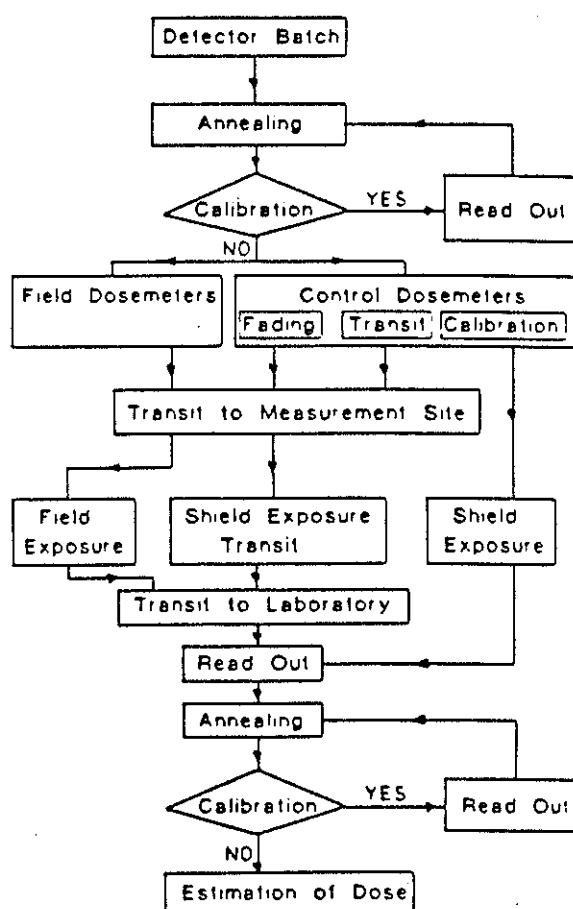 Detector Batch
Annealing
Calibration
YES
Read Out
NO
Field Dosemeters
Control Dosemeters
Fading
Transit
Calibration
Transit to Measurement Site
Field
Exposure
Shield Exposure
Transit
Shield
Exposure
Transit to Laboratory
Read Out
Annealing
Calibration
YES
Read Out
NO
Estimation of Dose